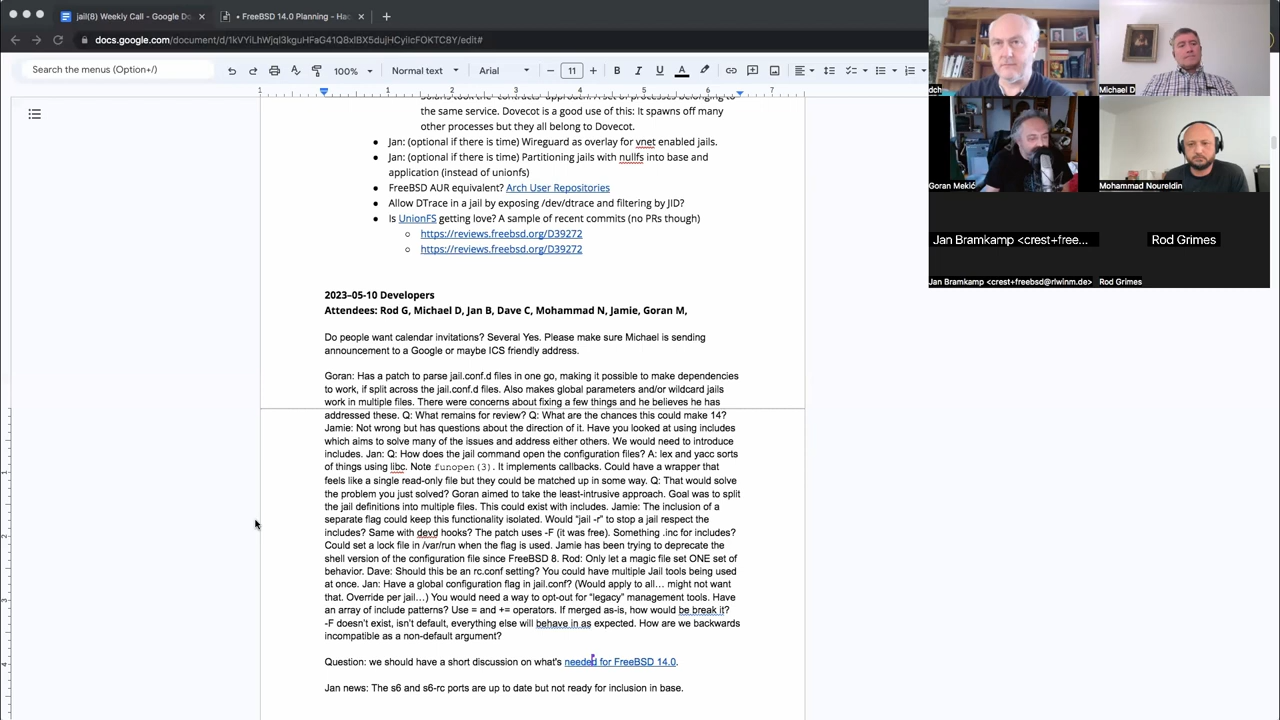 jail(8) Weekly Call - Google Do
• FreeBSD 14.0 Planning - Hac
docs.google.com/document/d/1kVYiLhWjql3kguHFaG41Q8xIBX5dujHCyiIcFOKTC8Y/edit#
Search the menus (Option+/)
100%
Normal text
Arial
11
B I U A
1 1 2 3 4 5 6 7
the same service. Dovecot is a good use of this: It spawns off many
other processes but they all belong to Dovecot.
● Jan: (optional if there is time) Wireguard as overlay for vnet enabled jails.
● Jan: (optional if there is time) Partitioning jails with nullfs into base and
application (instead of unionfs)
● FreeBSD AUR equivalent? Arch User Repositories
● Allow DTrace in a jail by exposing /dev/dtrace and filtering by JID?
● Is UnionFS getting love? A sample of recent commits (no PRs though)
○ https://reviews.freebsd.org/D39272
○ https://reviews.freebsd.org/D39272
2023–05-10 Developers
Attendees: Rod G, Michael D, Jan B, Dave C, Mohammad N, Jamie, Goran M,
Do people want calendar invitations? Several Yes. Please make sure Michael is sending
announcement to a Google or maybe ICS friendly address.
Goran: Has a patch to parse jail.conf.d files in one go, making it possible to make dependencies
to work, if split across the jail.conf.d files. Also makes global parameters and/or wildcard jails
work in multiple files. There were concerns about fixing a few things and he believes he has
addressed these. Q: What remains for review? Q: What are the chances this could make 14?
Jamie: Not wrong but has questions about the direction of it. Have you looked at using includes
which aims to solve many of the issues and address either others. We would need to introduce
includes. Jan: Q: How does the jail command open the configuration files? A: lex and yacc sorts
of things using libc. Note funopen(3). It implements callbacks. Could have a wrapper that
feels like a single read-only file but they could be matched up in some way. Q: That would solve
the problem you just solved? Goran aimed to take the least-intrusive approach. Goal was to split
the jail definitions into multiple files. This could exist with includes. Jamie: The inclusion of a
separate flag could keep this functionality isolated. Would “jail -r” to stop a jail respect the
includes? Same with devd hooks? The patch uses -F (it was free). Something .inc for includes?
Could set a lock file in /var/run when the flag is used. Jamie has been trying to deprecate the
shell version of the configuration file since FreeBSD 8. Rod: Only let a magic file set ONE set of
behavior. Dave: Should this be an rc.conf setting? You could have multiple Jail tools being used
at once. Jan: Have a global configuration flag in jail.conf? (Would apply to all… might not want
that. Override per jail…) You would need a way to opt-out for “legacy” management tools. Have
an array of include patterns? Use = and += operators. If merged as-is, how would be break it?
-F doesn’t exist, isn’t default, everything else will behave in as expected. How are we backwards
incompatible as a non-default argument?
Question: we should have a short discussion on what's needed for FreeBSD 14.0.
Jan news: The s6 and s6-rc ports are up to date but not ready for inclusion in base.
dch
Michael D
Goran Mekić
Mohammad Noureldin
Jan Bramkamp <crest+free...
Rod Grimes
Jan Bramkamp <crest+freebsd@rlwinm.de>
Rod Grimes